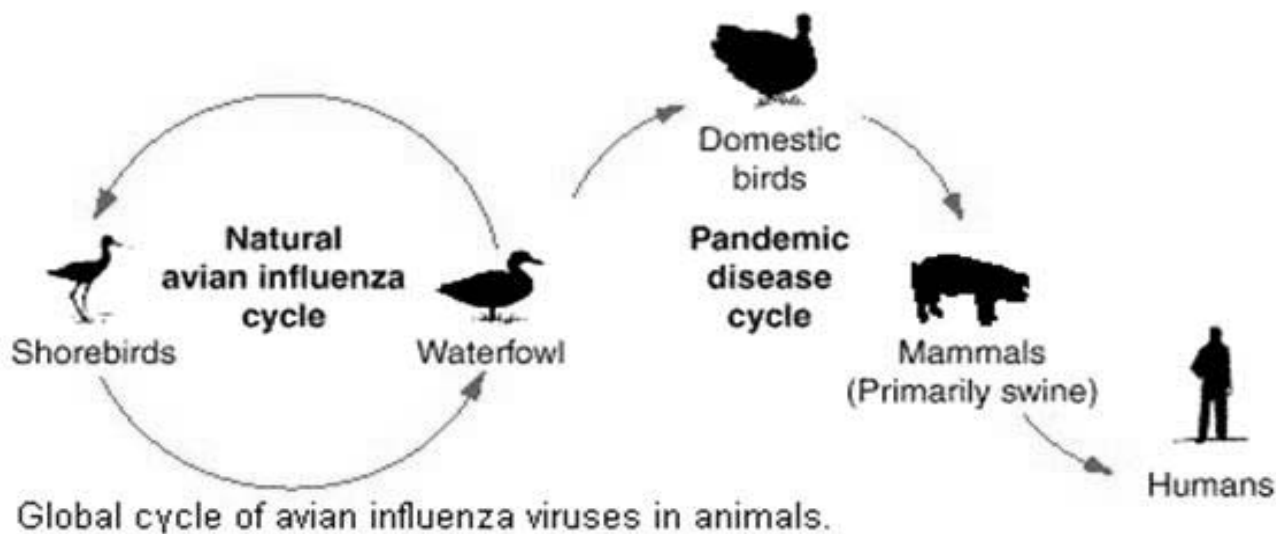 Domestic
birds
Natural
avian influenza
cycle
Pandemic
disease
cycle
Shorebirds
Waterfowl
Mammals
(Primarily swine)
Humans
Global cycle of avian influenza viruses in animals.